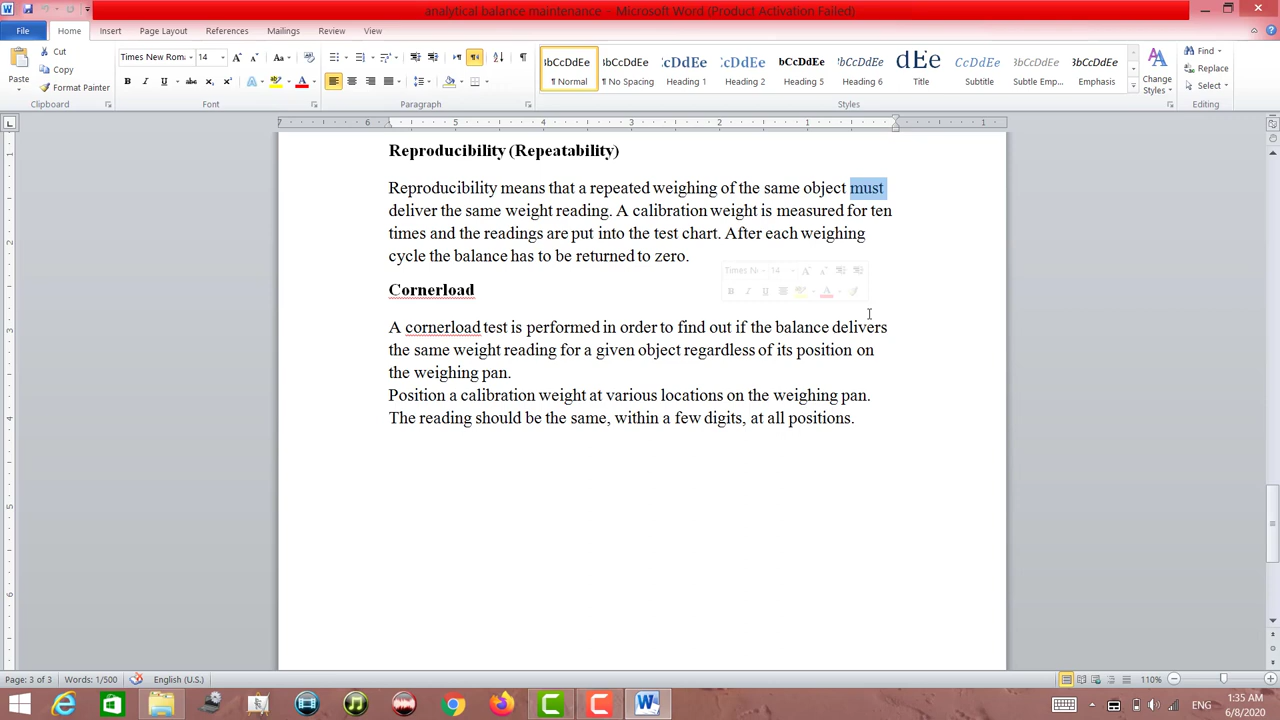 analytical balance maintenance - Microsoft Word (Product Activation Failed)
File Home Insert Page Layout References Mailings Review View
Paste
Cut
Copy
Format Painter
Clipboard
Times New Rom 14
Font
Paragraph
¶ Normal
¶ No Spacing
Heading 1
Heading 2
Heading 5
Heading 6
Title
Subtitle
Subtle Emp...
Emphasis
Styles
Change Styles
Find
Replace
Select
Editing
Reproducibility (Repeatability)
Reproducibility means that a repeated weighing of the same object must
deliver the same weight reading. A calibration weight is measured for ten
times and the readings are put into the test chart. After each weighing
cycle the balance has to be returned to zero.
Cornerload
A cornerload test is performed in order to find out if the balance delivers
the same weight reading for a given object regardless of its position on
the weighing pan.
Position a calibration weight at various locations on the weighing pan.
The reading should be the same, within a few digits, at all positions.
Page: 3 of 3 Words: 1/500 English (U.S.) 110%
ENG
1:35 AM
6/8/2020